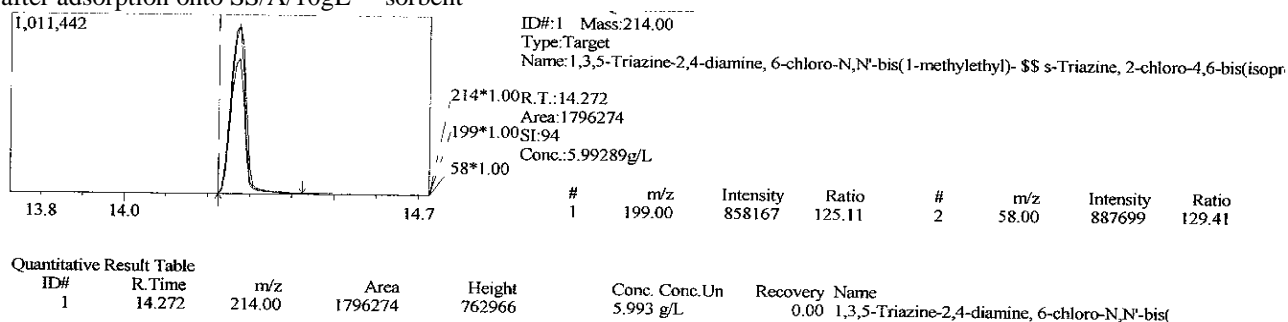 after adsorption onto SS/A/10gL sorbent
1,011,442
ID#:1 Mass:214.00
Type:Target
Name:1,3,5-Triazine-2,4-diamine, 6-chloro-N,N'-bis(1-methylethyl)- $$ s-Triazine, 2-chloro-4,6-bis(isopr
214*1.00
R.T.:14.272
Area:1796274
199*1.00
SI:94
Conc.:5.99289g/L
58*1.00
# m/z Intensity Ratio # m/z Intensity Ratio
1 199.00 858167 125.11 2 58.00 887699 129.41
13.8 14.0 14.7
Quantitative Result Table
ID# R.Time m/z Area Height Conc. Conc.Un Recovery Name
1 14.272 214.00 1796274 762966 5.993 g/L 0.00 1,3,5-Triazine-2,4-diamine, 6-chloro-N,N'-bis(